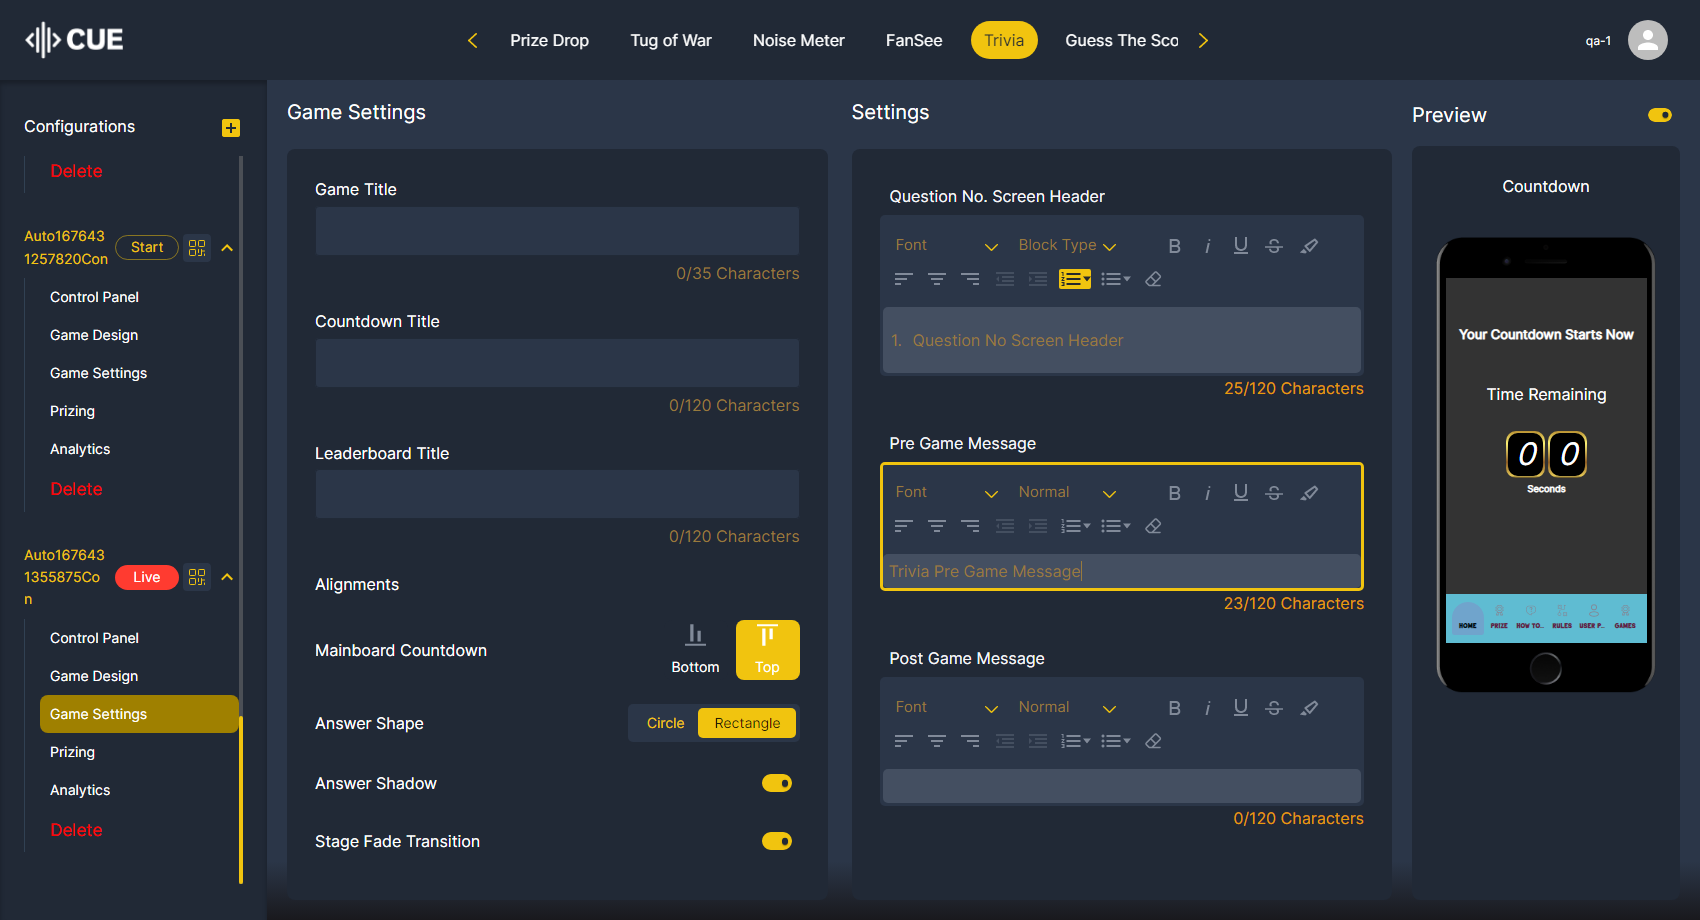 CUE
Prize Drop
Tug of War
Noise Meter
FanSee
Trivia
Guess The Sco
qa-1
Configurations
Delete
Auto167643
1257820Con
Start
Control Panel
Game Design
Game Settings
Prizing
Analytics
Delete
Auto167643
1355875Co
n
Live
Control Panel
Game Design
Game Settings
Prizing
Analytics
Delete
Game Settings
Game Title
0/35 Characters
Countdown Title
0/120 Characters
Leaderboard Title
0/120 Characters
Alignments
Mainboard Countdown
Bottom
Top
Answer Shape
Circle
Rectangle
Answer Shadow
Stage Fade Transition
Settings
Question No. Screen Header
Font
Block Type
B i U S
1. Question No Screen Header
25/120 Characters
Pre Game Message
Font
Normal
B i U S
Trivia Pre Game Message
23/120 Characters
Post Game Message
Font
Normal
B i U S
0/120 Characters
Preview
Countdown
Your Countdown Starts Now
Time Remaining
0 0
Seconds
HOME
PRIZE
HOW TO..
RULES
USER P..
GAMES